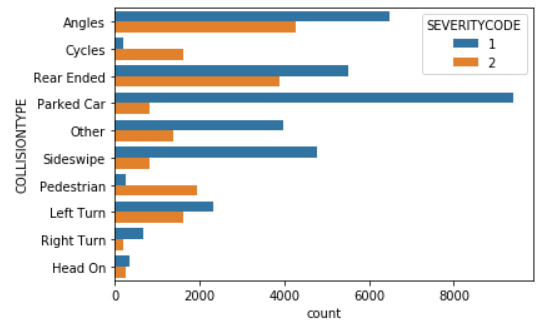 SEVERITYCODE
1
2
Angles
Cycles
Rear Ended
Parked Car
Other
Sideswipe
Pedestrian
Left Turn
Right Turn
Head On
COLLISIONTYPE
0 2000 4000 6000 8000
count